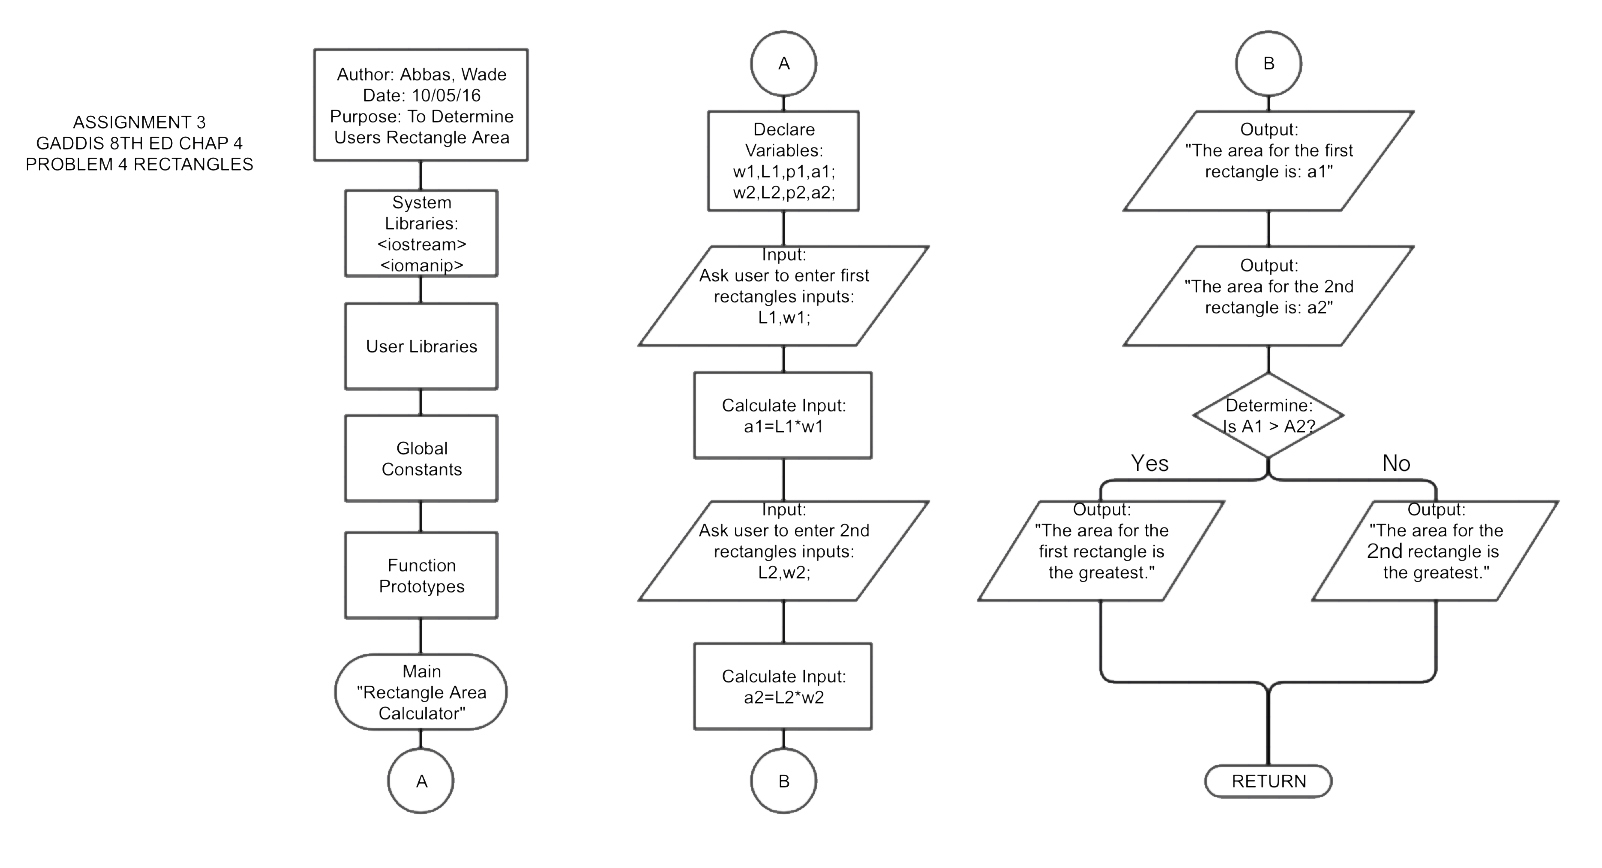 ASSIGNMENT 3
GADDIS 8TH ED CHAP 4
PROBLEM 4 RECTANGLES
Author: Abbas, Wade
Date: 10/05/16
Purpose: To Determine
Users Rectangle Area
System
Libraries:
<iostream>
<iomanip>
User Libraries
Global
Constants
Function
Prototypes
Main
"Rectangle Area
Calculator"
A
A
Declare
Variables:
w1,L1,p1,a1;
w2,L2,p2,a2;
Input:
Ask user to enter first
rectangles inputs:
L1,w1;
Calculate Input:
a1=L1*w1
Input:
Ask user to enter 2nd
rectangles inputs:
L2,w2;
Calculate Input:
a2=L2*w2
B
B
Output:
"The area for the first
rectangle is: a1"
Output:
"The area for the 2nd
rectangle is: a2"
Determine:
Is A1 > A2?
Yes
No
Output:
"The area for the
first rectangle is
the greatest."
Output:
"The area for the
2nd rectangle is
the greatest."
RETURN